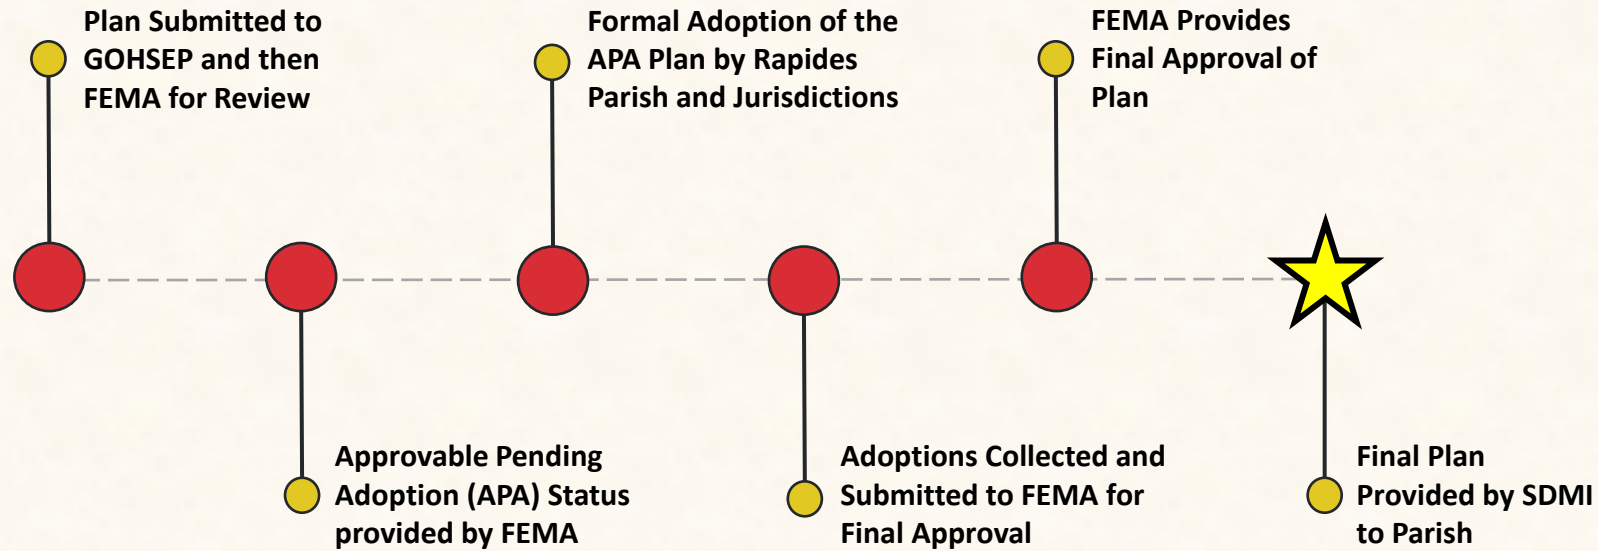 Plan Submitted to
GOHSEP and then
FEMA for Review
Formal Adoption of the
APA Plan by Rapides
Parish and Jurisdictions
FEMA Provides
Final Approval of
Plan
Approvable Pending
Adoption (APA) Status
provided by FEMA
Adoptions Collected and
Submitted to FEMA for
Final Approval
Final Plan
Provided by SDMI
to Parish